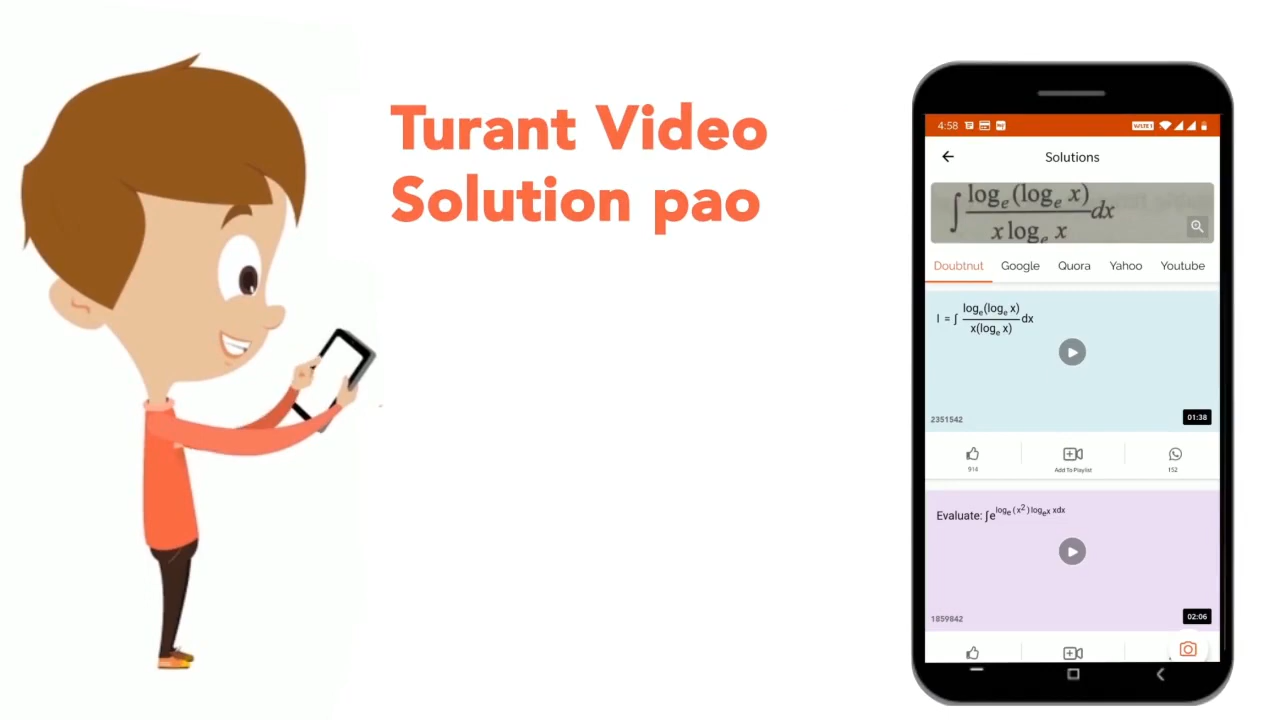 Turant Video
Solution pao
4:58
VoLTE1
Solutions
∫ logₑ(logₑ x) / x logₑ x dx
Doubtnut Google Quora Yahoo Youtube
I = ∫ logₑ(logₑ x) / x(logₑ x) dx
2351542 01:38
914 Add To Playlist 152
Evaluate: ∫e^logₑ(x²)logₑx xdx
1859842 02:06